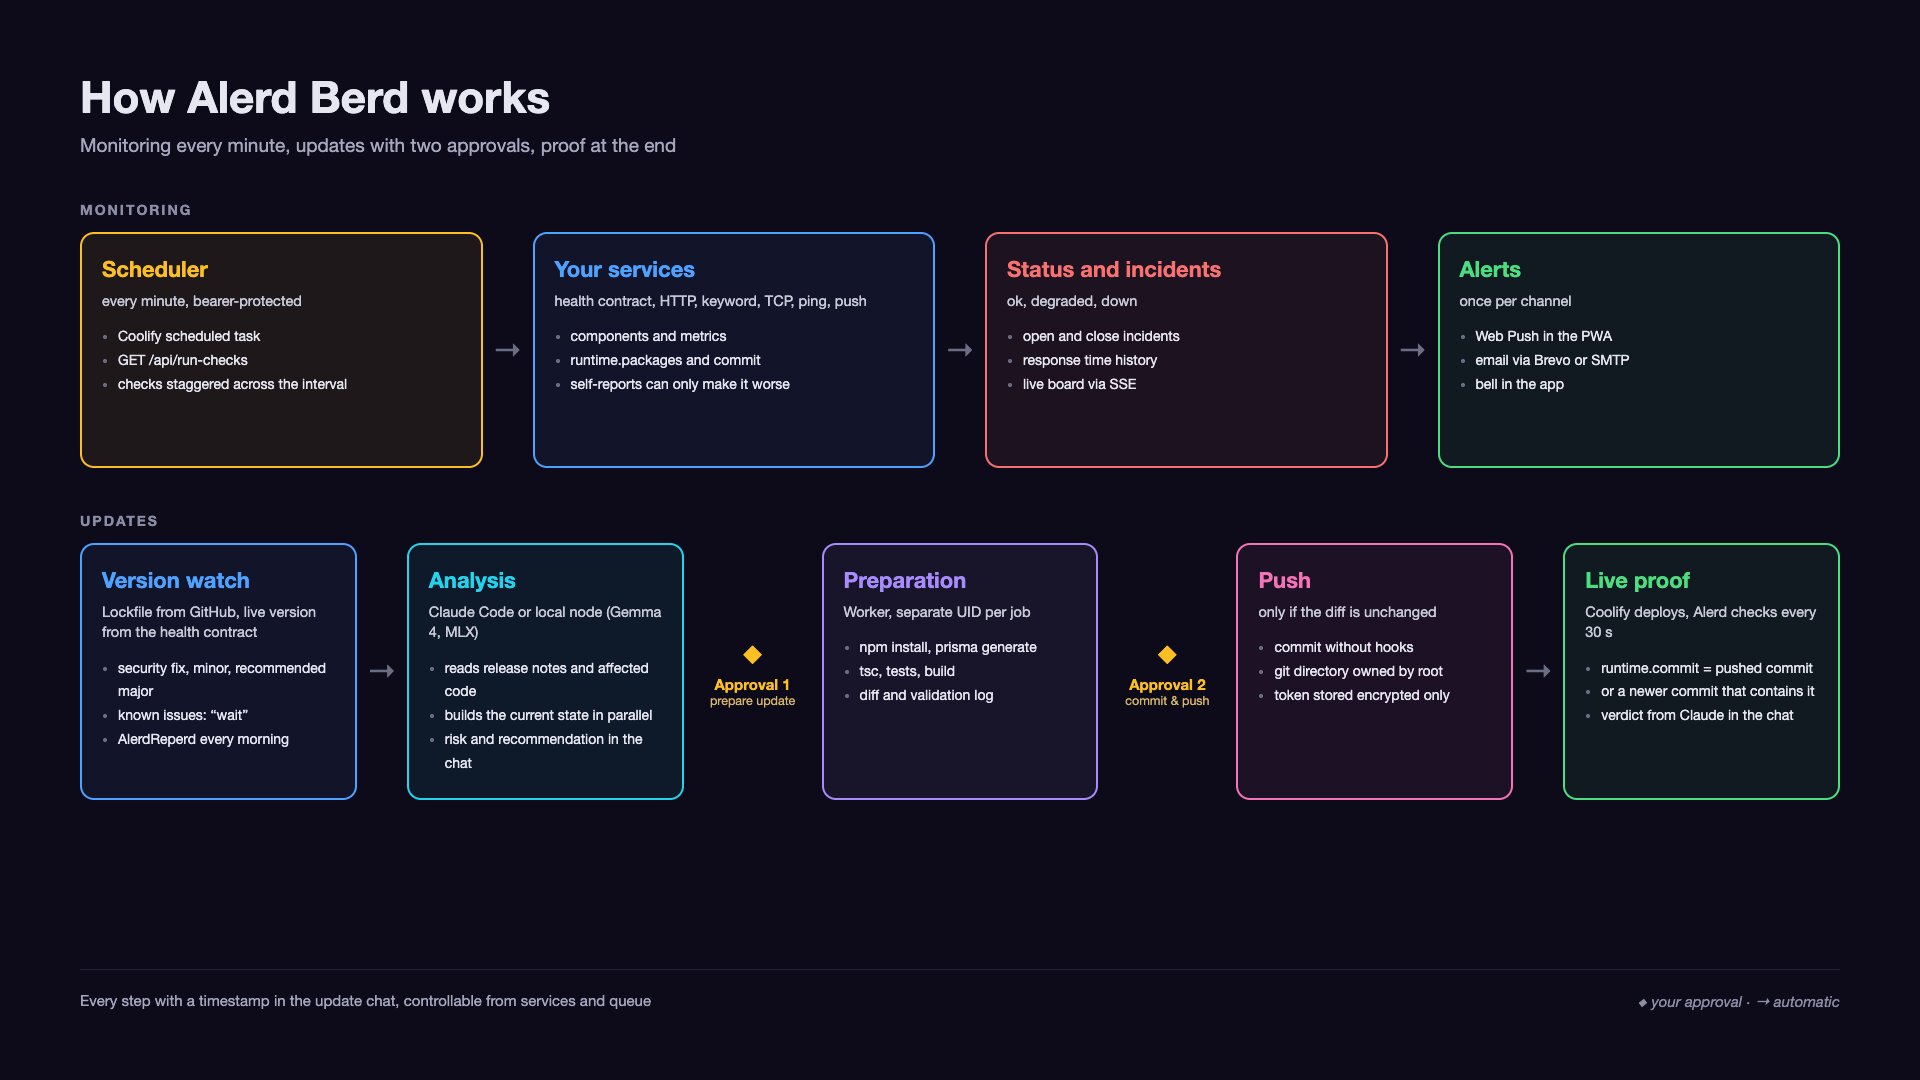 How Alerd Berd works
Monitoring every minute, updates with two approvals, proof at the end
MONITORING
Scheduler
every minute, bearer-protected
• Coolify scheduled task
• GET /api/run-checks
• checks staggered across the interval
→
Your services
health contract, HTTP, keyword, TCP, ping, push
• components and metrics
• runtime.packages and commit
• self-reports can only make it worse
→
Status and incidents
ok, degraded, down
• open and close incidents
• response time history
• live board via SSE
→
Alerts
once per channel
• Web Push in the PWA
• email via Brevo or SMTP
• bell in the app
UPDATES
Version watch
Lockfile from GitHub, live version
from the health contract
• security fix, minor, recommended
major
• known issues: “wait”
• AlerdReperd every morning
→
Analysis
Claude Code or local node (Gemma
4, MLX)
• reads release notes and affected
code
• builds the current state in parallel
• risk and recommendation in the
chat
◆
Approval 1
prepare update
Preparation
Worker, separate UID per job
• npm install, prisma generate
• tsc, tests, build
• diff and validation log
◆
Approval 2
commit & push
Push
only if the diff is unchanged
• commit without hooks
• git directory owned by root
• token stored encrypted only
→
Live proof
Coolify deploys, Alerd checks every
30 s
• runtime.commit = pushed commit
• or a newer commit that contains it
• verdict from Claude in the chat
Every step with a timestamp in the update chat, controllable from services and queue
◆ your approval · → automatic